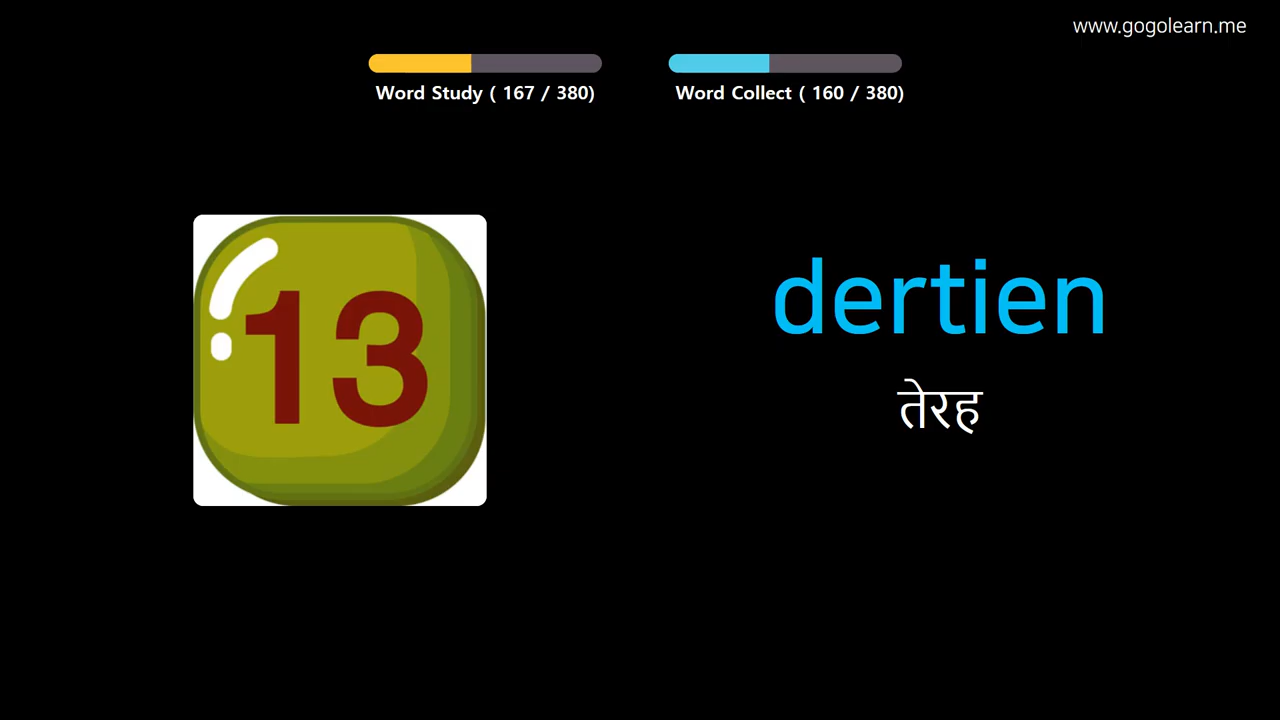 www.gogolearn.me
Word Study ( 167 / 380)
Word Collect ( 160 / 380)
13
dertien
तेरह